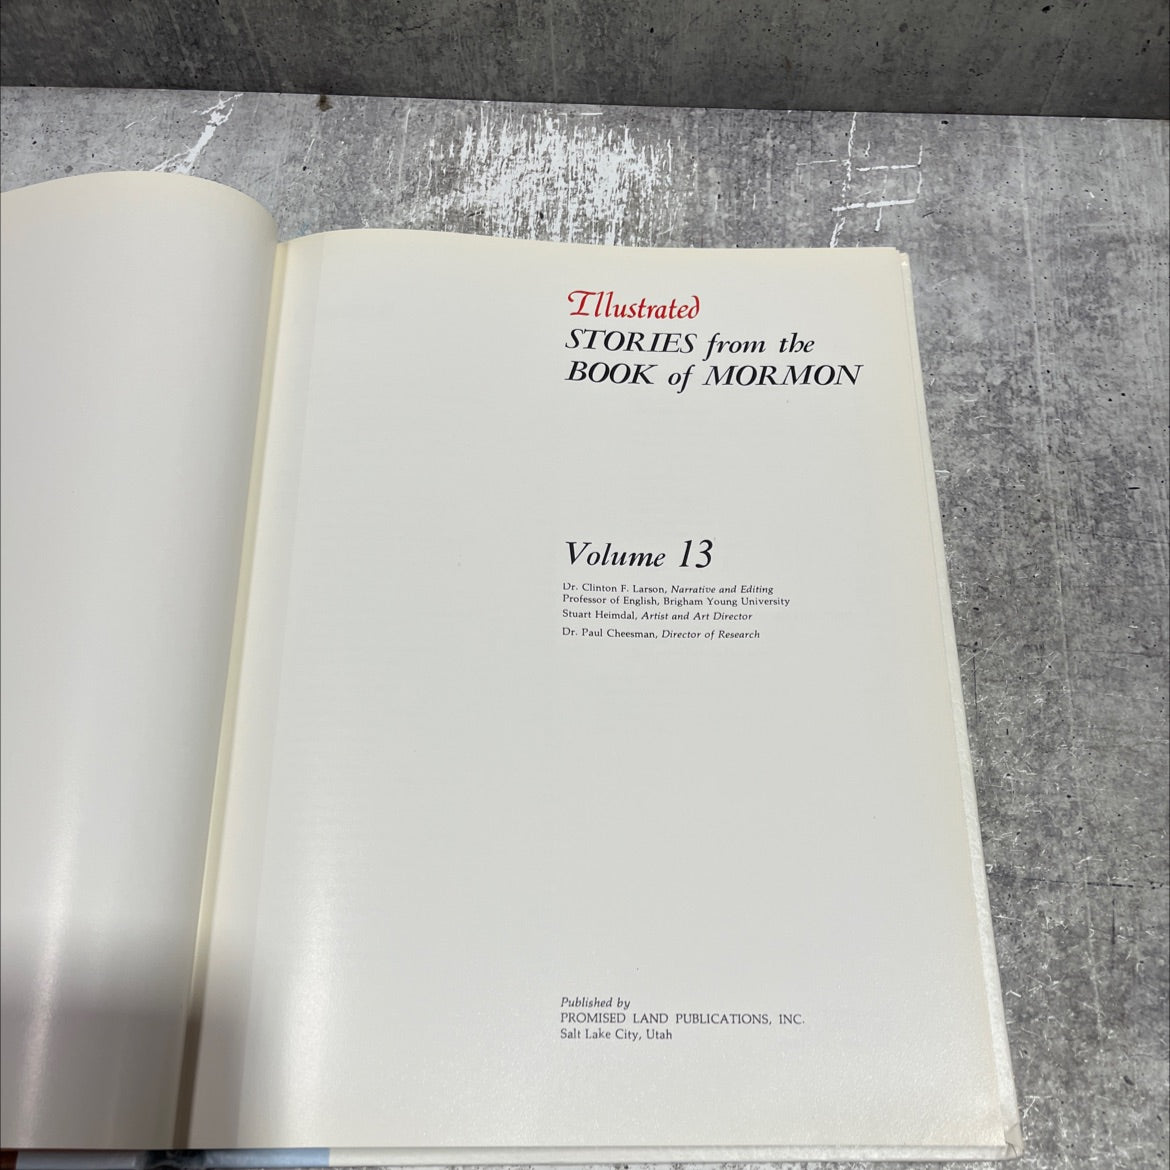 Illustrated
STORIES from the
BOOK of MORMON
Volume 13
Dr. Clinton F. Larson, Narrative and Editing
Professor of English, Brigham Young University
Stuart Heimdal, Artist and Art Director
Dr. Paul Cheesman, Director of Research
Published by
PROMISED LAND PUBLICATIONS, INC.
Salt Lake City, Utah